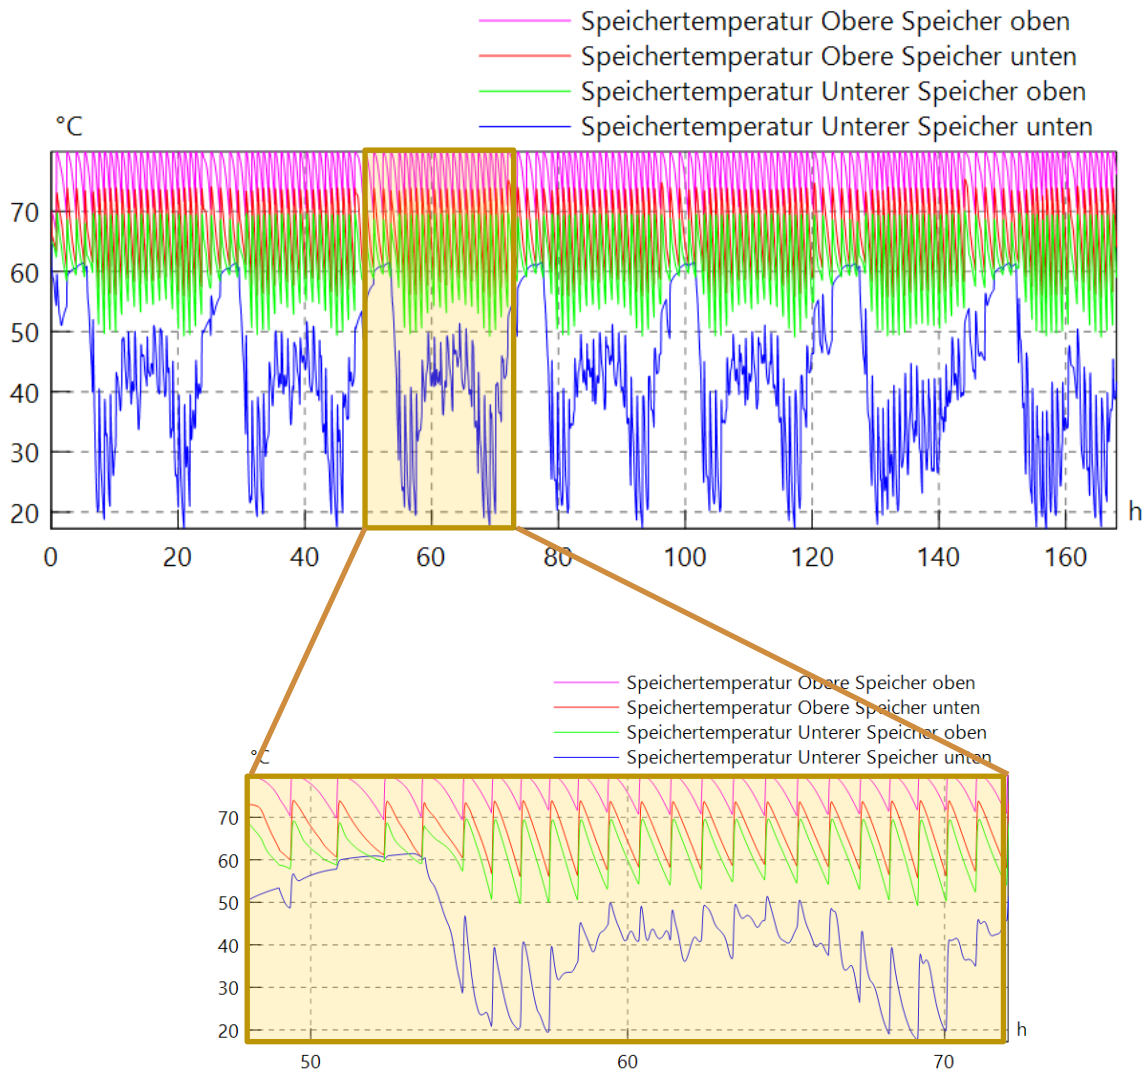 Speichertemperatur Obere Speicher oben
Speichertemperatur Obere Speicher unten
Speichertemperatur Unterer Speicher oben
Speichertemperatur Unterer Speicher unten
°C
70
60
50
40
30
20
h
0 20 40 60 80 100 120 140 160
Speichertemperatur Obere Speicher oben
Speichertemperatur Obere Speicher unten
Speichertemperatur Unterer Speicher oben
Speichertemperatur Unterer Speicher unten
°C
70
60
50
40
30
20
h
50 60 70